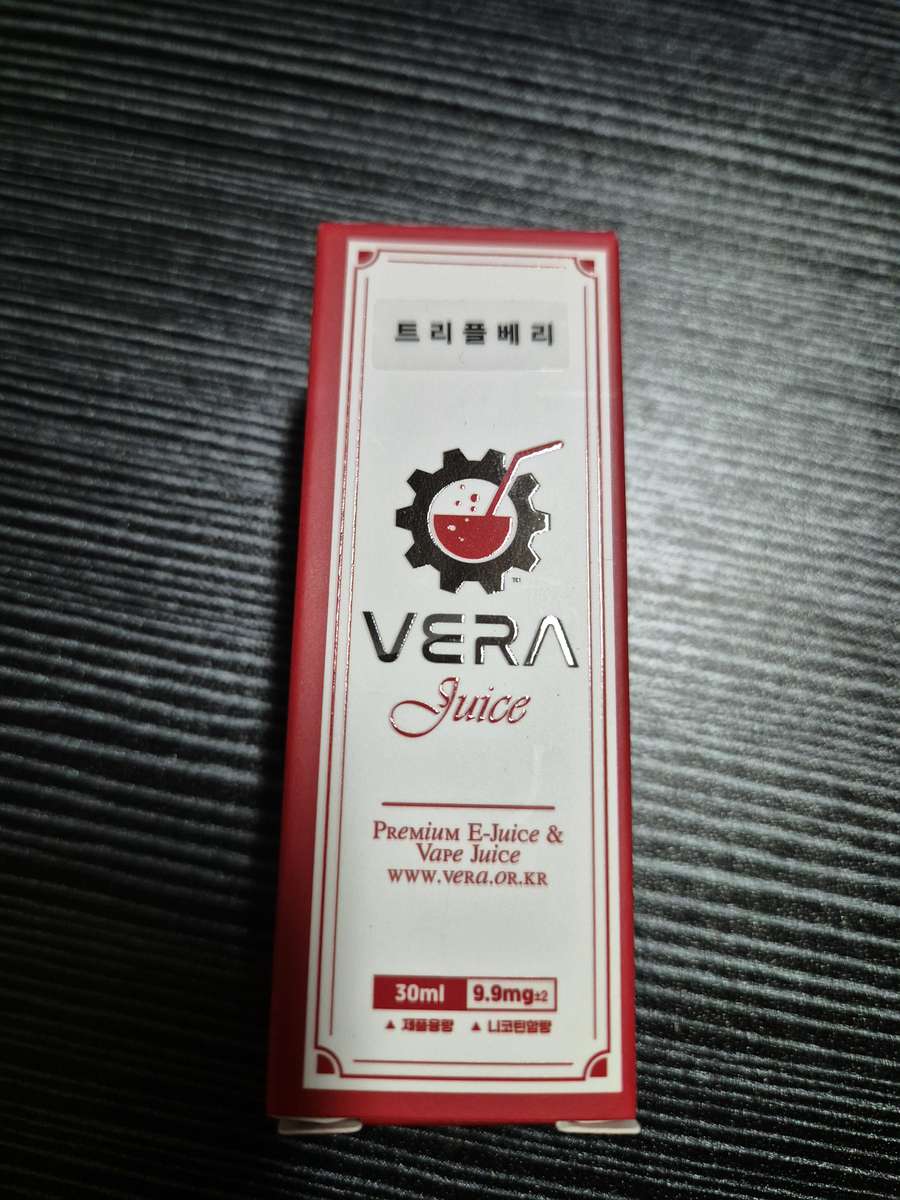 트리플베리
TM
VERA
Juice
Premium E-Juice &
Vape Juice
www.vera.or.kr
30ml 9.9mg±2
▲ 제품용량 ▲ 니코틴함량